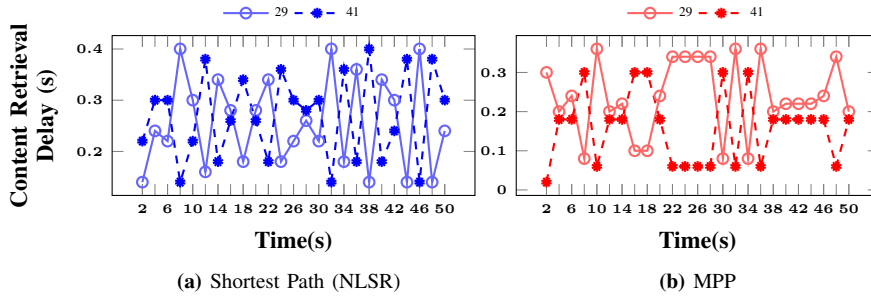 29 41
29 41
Content Retrieval
Delay (s)
0.4
0.3
0.2
2 6 10 14 18 22 26 30 34 38 42 46 50
Time(s)
(a) Shortest Path (NLSR)
0.3
0.2
0.1
0
2 6 10 14 18 22 26 30 34 38 42 46 50
Time(s)
(b) MPP